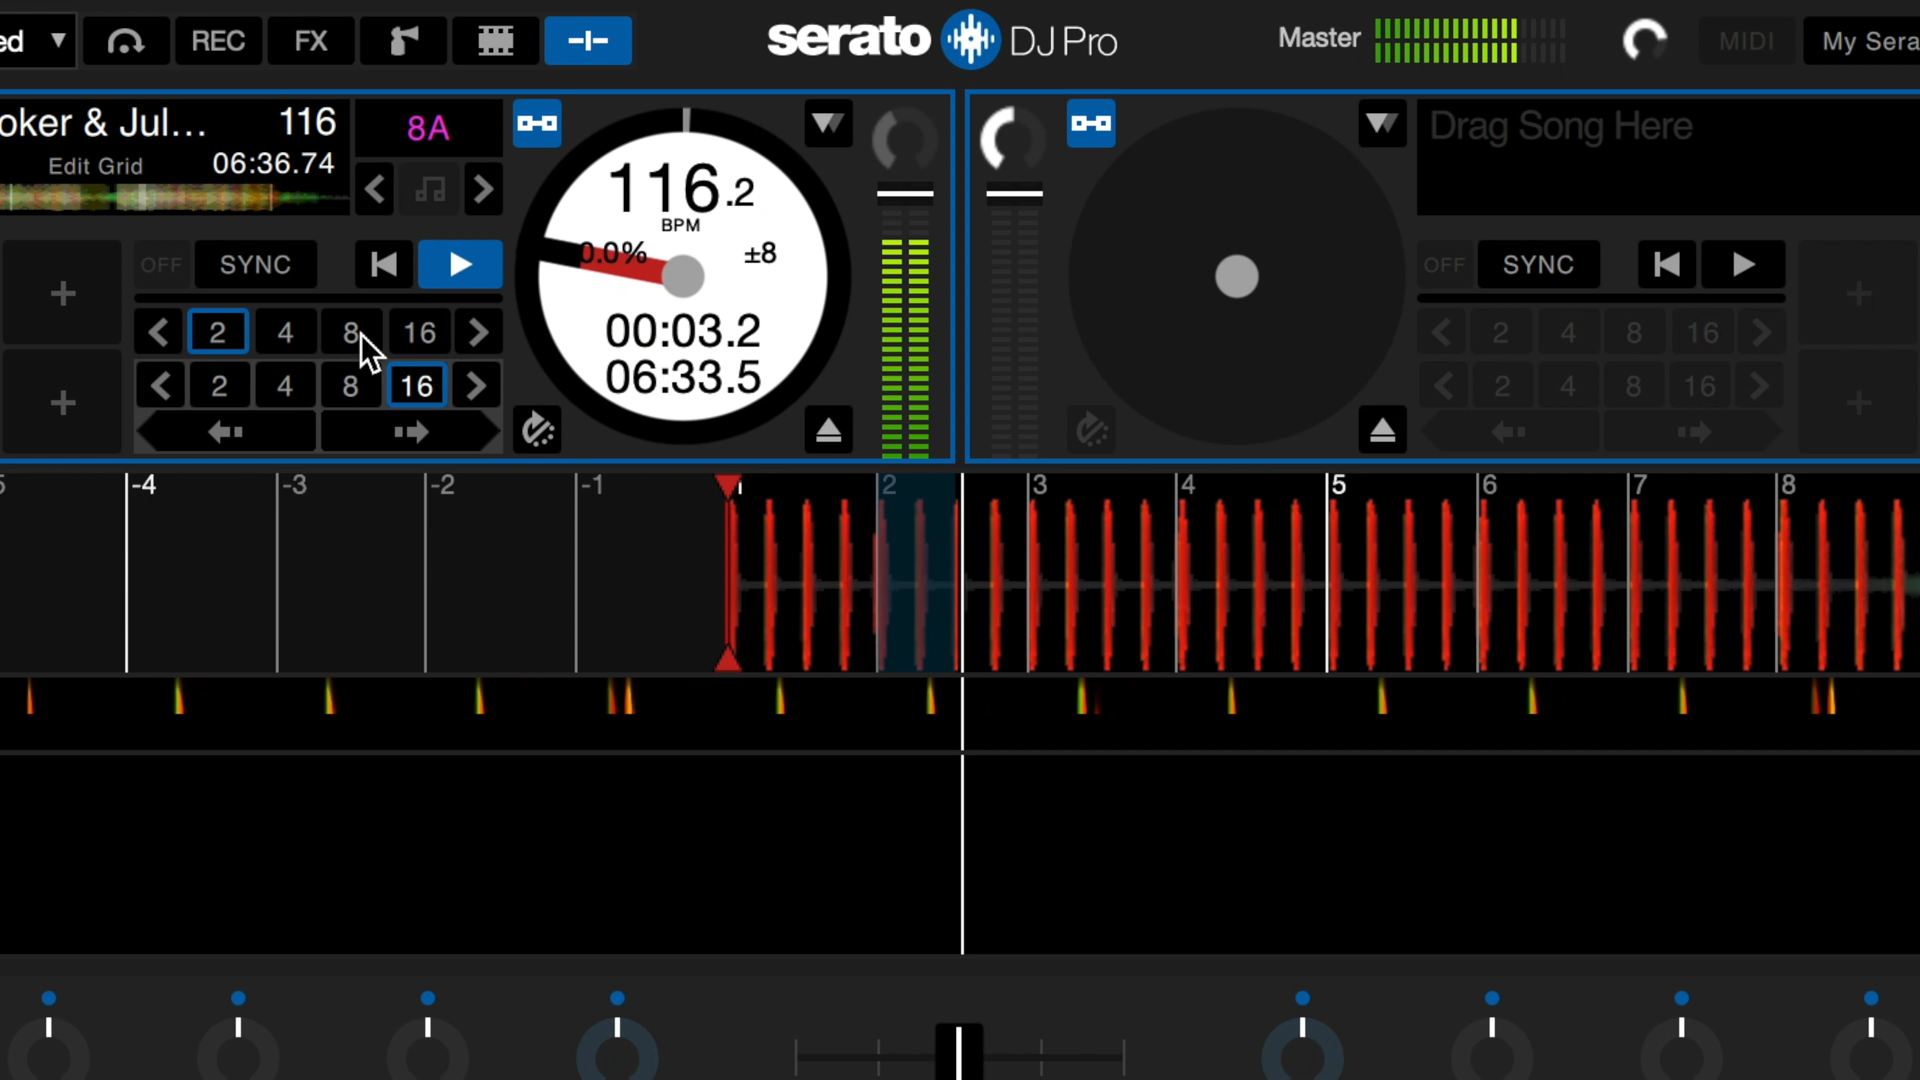 ed ▼ REC FX serato DJ Pro Master MIDI My Sera
oker & Jul... 116
Edit Grid 06:36.74
8A
116.2
BPM
0.0% ±8
00:03.2
06:33.5
OFF SYNC
2 4 8 16
2 4 8 16
Drag Song Here
OFF SYNC
2 4 8 16
2 4 8 16
-4 -3 -2 -1 2 3 4 5 6 7 8